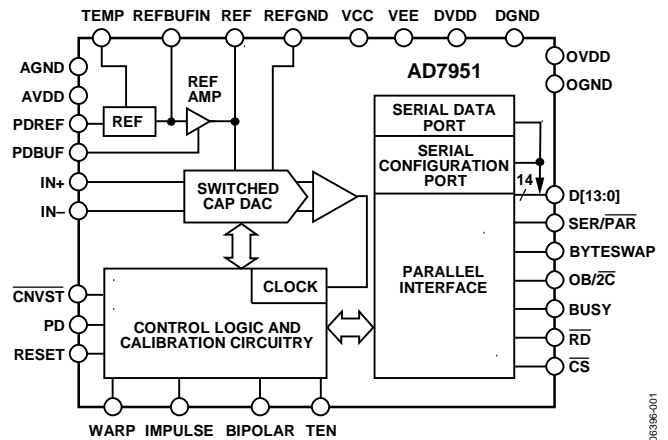 TEMP REFBUFIN REF REFGND VCC VEE DVDD DGND
AGND
AVDD
PDREF
PDBUF
IN+
IN–
CNVST
PD
RESET
REF
REF
AMP
SWITCHED
CAP DAC
CLOCK
CONTROL LOGIC AND
CALIBRATION CIRCUITRY
AD7951
SERIAL DATA
PORT
SERIAL
CONFIGURATION
PORT
14
PARALLEL
INTERFACE
OVDD
OGND
D[13:0]
SER/PAR
BYTESWAP
OB/2C
BUSY
RD
CS
WARP IMPULSE BIPOLAR TEN
06396-001